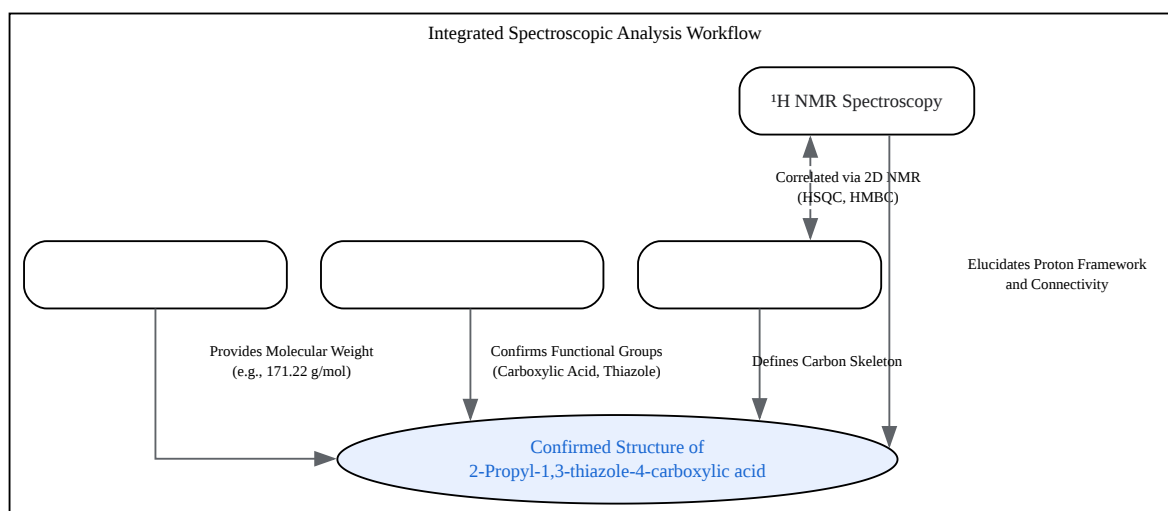 Integrated Spectroscopic Analysis Workflow
¹H NMR Spectroscopy
Correlated via 2D NMR
(HSQC, HMBC)
Elucidates Proton Framework
and Connectivity
Provides Molecular Weight
(e.g., 171.22 g/mol)
Confirms Functional Groups
(Carboxylic Acid, Thiazole)
Defines Carbon Skeleton
Confirmed Structure of
2-Propyl-1,3-thiazole-4-carboxylic acid